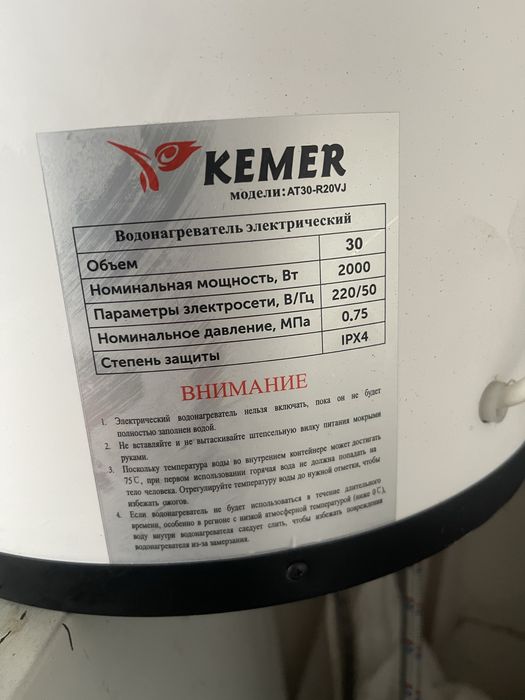 KEMER
модели:AT30-R20VJ
Водонагреватель электрический
Объем 30
Номинальная мощность, Вт 2000
Параметры злектросети, В/Гц 220/50
Номинальное давление, МПа 0.75
Степень защиты IPX4
ВНИМАНИЕ
1. Электрический водонагреватель нельзя включать, пока он не будет
полностью заполнен водой.
2. Не вставляйте и не вытаскивайте штепсельную вилку питания мокрыми
руками.
3. Поскольку температура воды во внутреннем контейнере может достигать
75℃, при первом использовании горячая вода не должна попадать на
тело человека. Отрегулируйте температуру воды до нужной отметки, чтобы
избежать ожогов.
4. Если водонагреватель не будет использоваться в течение длительного
времени, особенно в регионе с низкой атмосферной температурой (ниже 0℃),
воду внутри водонагревателя следует слить, чтобы избежать повреждения
водонагревателя из-за замерзания.